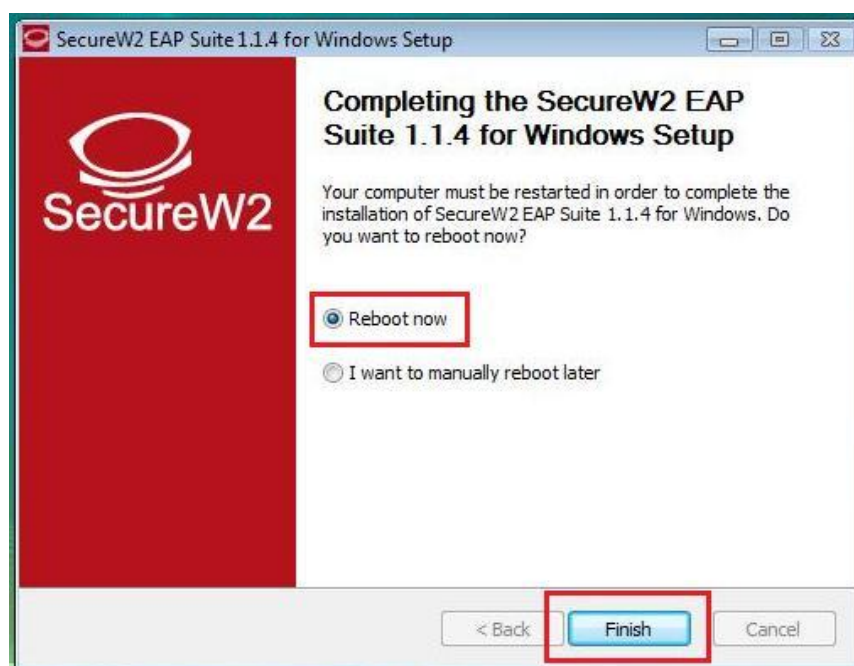 SecureW2 EAP Suite 1.1.4 for Windows Setup
SecureW2
Completing the SecureW2 EAP
Suite 1.1.4 for Windows Setup
Your computer must be restarted in order to complete the
installation of SecureW2 EAP Suite 1.1.4 for Windows. Do
you want to reboot now?
Reboot now
I want to manually reboot later
< Back
Finish
Cancel